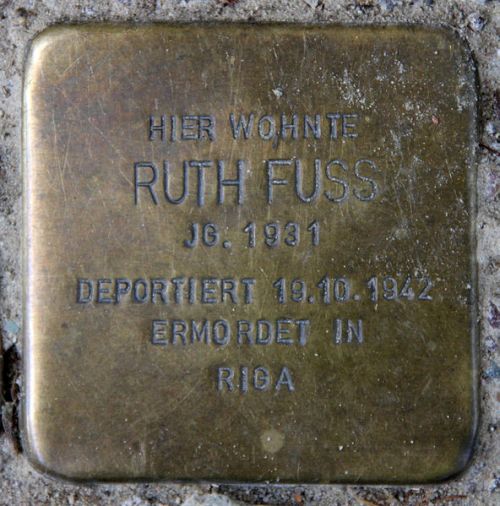 HIER WOHNTE
RUTH FUSS
JG. 1931
DEPORTIERT 19.10.1942
ERMORDET IN
RIGA